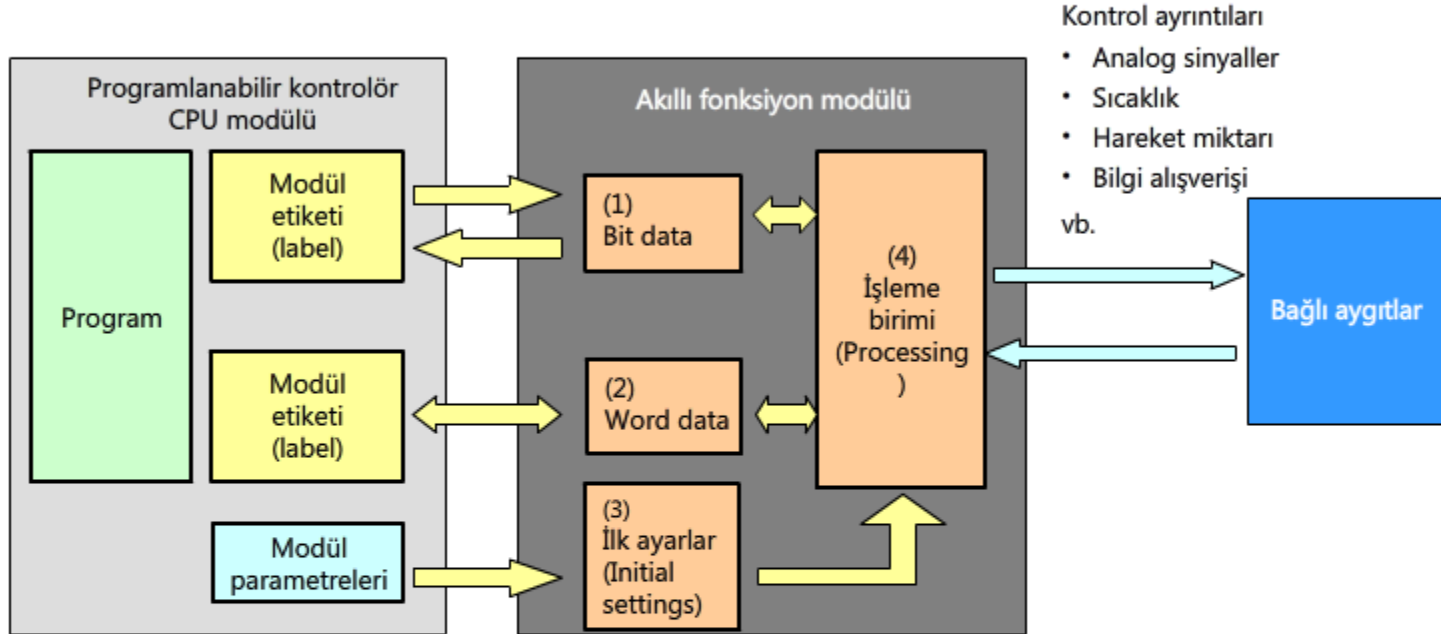 Kontrol ayrıntıları
• Analog sinyaller
• Sıcaklık
• Hareket miktarı
• Bilgi alışverişi
vb.
Programlanabilir kontrolör
CPU modülü
Program
Modül
etiketi
(label)
Modül
etiketi
(label)
Modül
parametreleri
Akıllı fonksiyon modülü
(1)
Bit data
(2)
Word data
(3)
İlk ayarlar
(Initial
settings)
(4)
İşleme
birimi
(Processing
)
Bağlı aygıtlar